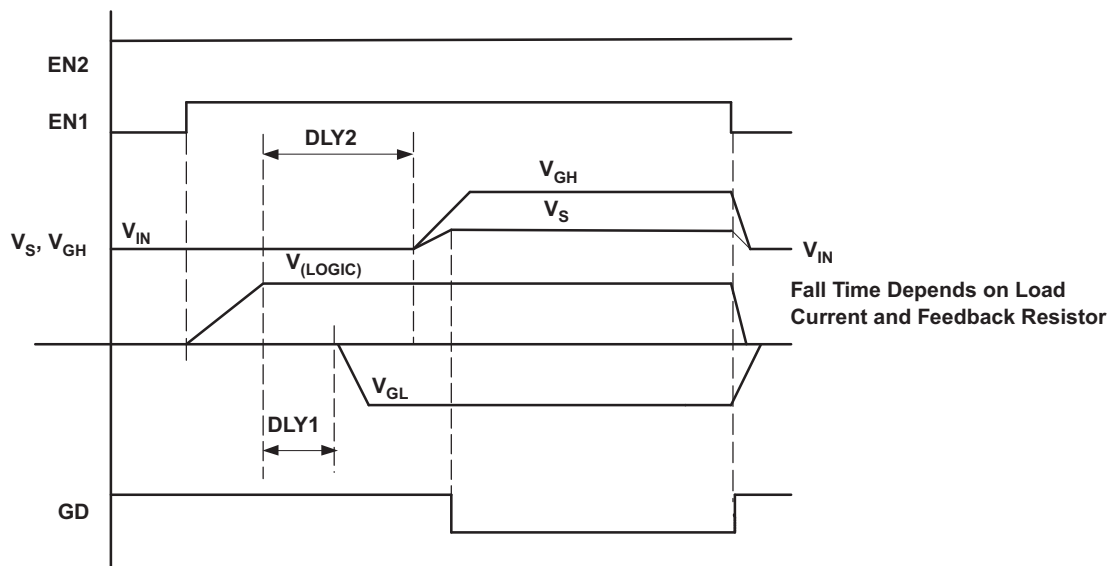 EN2
EN1
DLY2
V_GH
V_S
V_S, V_GH
V_IN
V_IN
V_(LOGIC)
Fall Time Depends on Load
Current and Feedback Resistor
V_GL
DLY1
GD